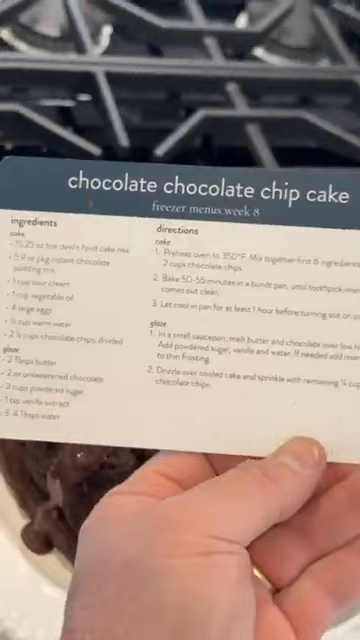 chocolate chocolate chip cake
freezer menus week 8
ingredients
cake
- 15.25 oz box devil's food cake mix
- 5.9 oz pkg instant chocolate
pudding mix
- 1 cup sour cream
- 1 cup vegetable oil
- 4 large eggs
- ½ cup warm water
- 2 ¼ cups chocolate chips, divided
glaze
- 2 Tbsps butter
- 2 oz unsweetened chocolate
- 2 cups powdered sugar
- 1 vanilla extract
- 3-4 Tbsps water
directions
cake
1. Preheat oven to 350°F. Mix together first 6 ingredients
2 cups chocolate chips.
2. Bake 50-55 minutes in a bundt pan, until toothpick
comes out clean.
3. Let cool in pan for at least 1 hour before turning out on
glaze
1. In a small saucepan, melt butter and chocolate over low
Add powdered sugar, vanilla and water. If needed add
to thin frosting.
2. Drizzle over cooled cake and sprinkle with remaining ¼
chocolate chips.